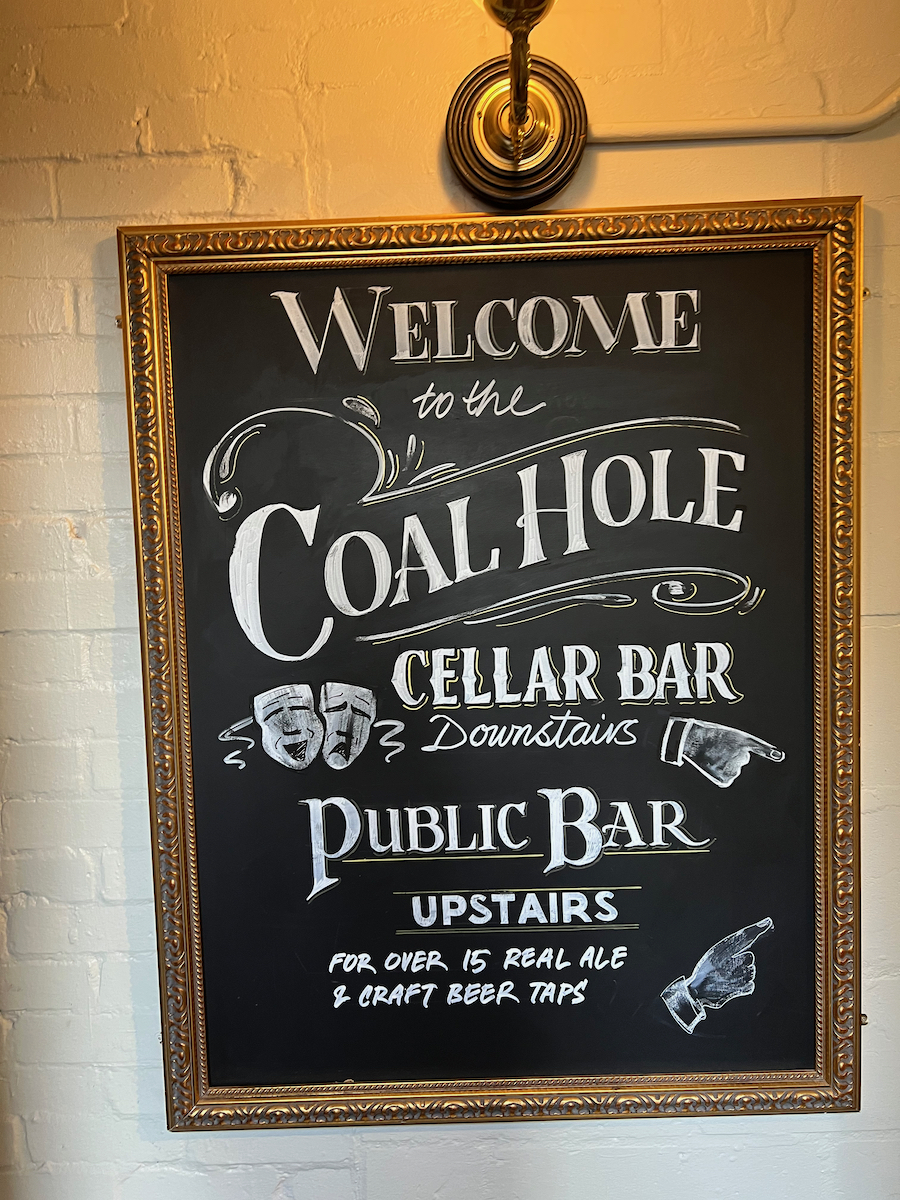 WELCOME
to the
COAL HOLE
CELLAR BAR
Downstairs
PUBLIC BAR
UPSTAIRS
FOR OVER 15 REAL ALE
& CRAFT BEER TAPS